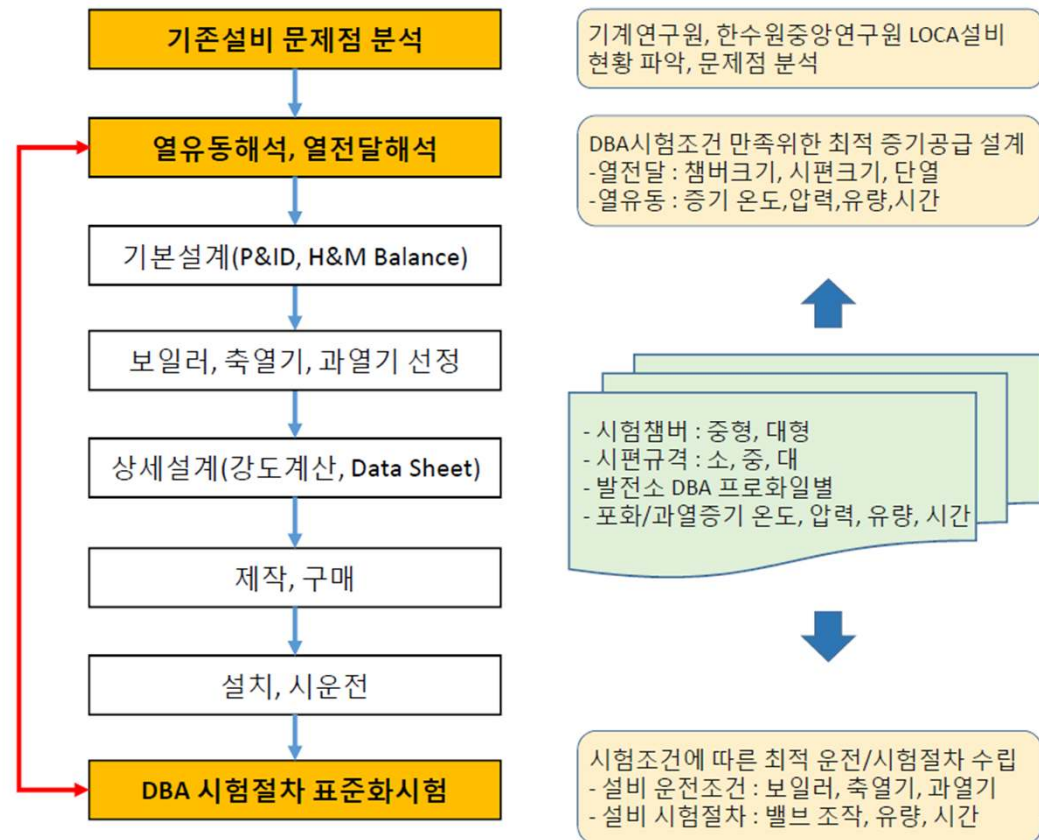 기존설비 문제점 분석
열유동해석, 열전달해석
기본설계(P&ID, H&M Balance)
보일러, 축열기, 과열기 선정
상세설계(강도계산, Data Sheet)
제작, 구매
설치, 시운전
DBA 시험절차 표준화시험
기계연구원, 한수원중앙연구원 LOCA설비
현황 파악, 문제점 분석
DBA시험조건 만족위한 최적 증기공급 설계
-열전달 : 챔버크기, 시편크기, 단열
-열유동 : 증기 온도,압력,유량,시간
- 시험챔버 : 중형, 대형
- 시편규격 : 소, 중, 대
- 발전소 DBA 프로화일별
- 포화/과열증기 온도, 압력, 유량, 시간
시험조건에 따른 최적 운전/시험절차 수립
- 설비 운전조건 : 보일러, 축열기, 과열기
- 설비 시험절차 : 밸브 조작, 유량, 시간